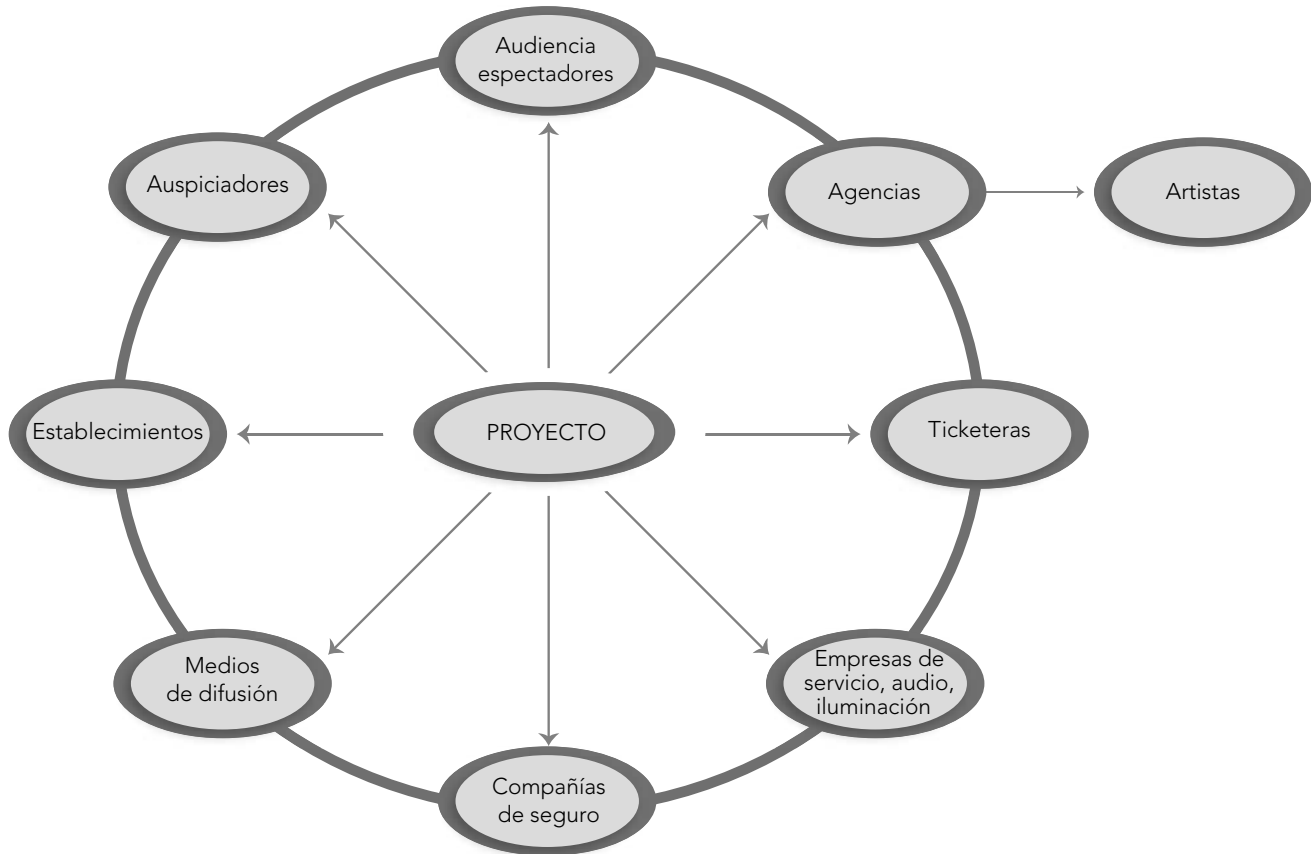 Audiencia
espectadores
Auspiciadores
Agencias
Artistas
Establecimientos
PROYECTO
Ticketeras
Medios
de difusión
Empresas de
servicio, audio,
iluminación
Compañías
de seguro